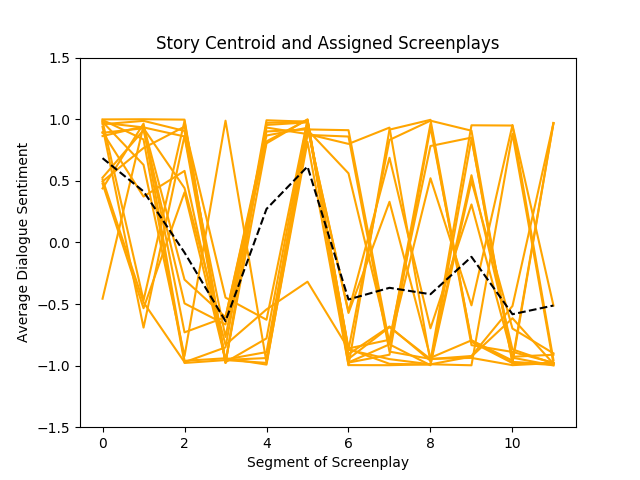 Story Centroid and Assigned Screenplays
1.5
1.0
0.5
0.0
−0.5
−1.0
−1.5
Average Dialogue Sentiment
0 2 4 6 8 10
Segment of Screenplay